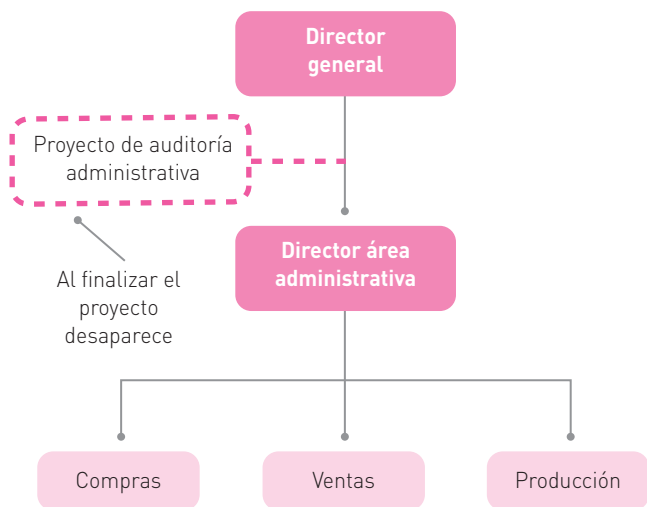 Director
general
Proyecto de auditoría
administrativa
Director área
administrativa
Al finalizar el
proyecto
desaparece
Compras
Ventas
Producción